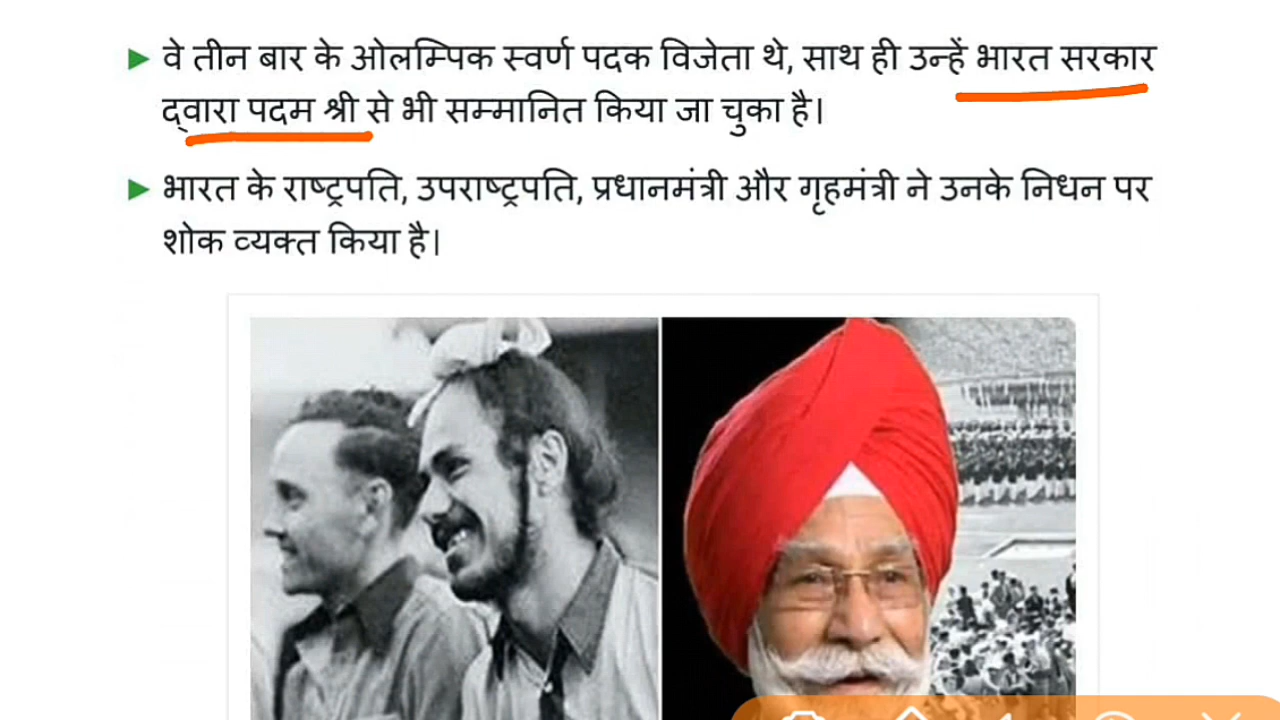 वे तीन बार के ओलम्पिक स्वर्ण पदक विजेता थे, साथ ही उन्हें भारत सरकार
द्वारा पदम श्री से भी सम्मानित किया जा चुका है।
भारत के राष्ट्रपति, उपराष्ट्रपति, प्रधानमंत्री और गृहमंत्री ने उनके निधन पर
शोक व्यक्त किया है।